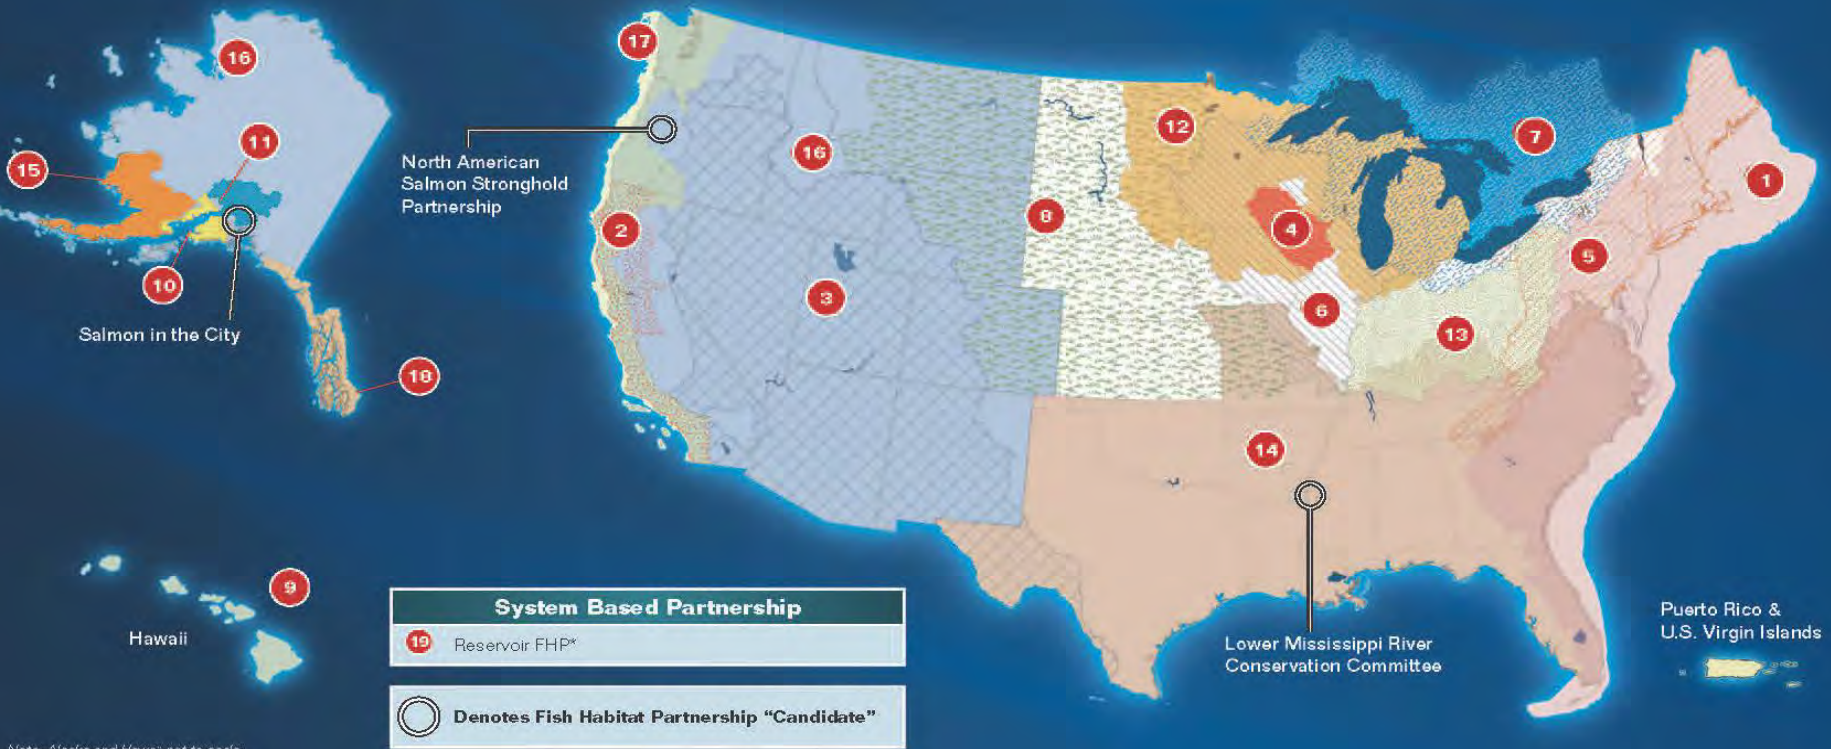 17
16
12
7
11
North American
Salmon Stronghold
Partnership
16
15
1
8
2
4
5
10
3
6
Salmon in the City
13
18
14
9
Hawaii
System Based Partnership
19 Reservoir FHP*
Puerto Rico &
U.S. Virgin Islands
Lower Mississippi River
Conservation Committee
Denotes Fish Habitat Partnership “Candidate”